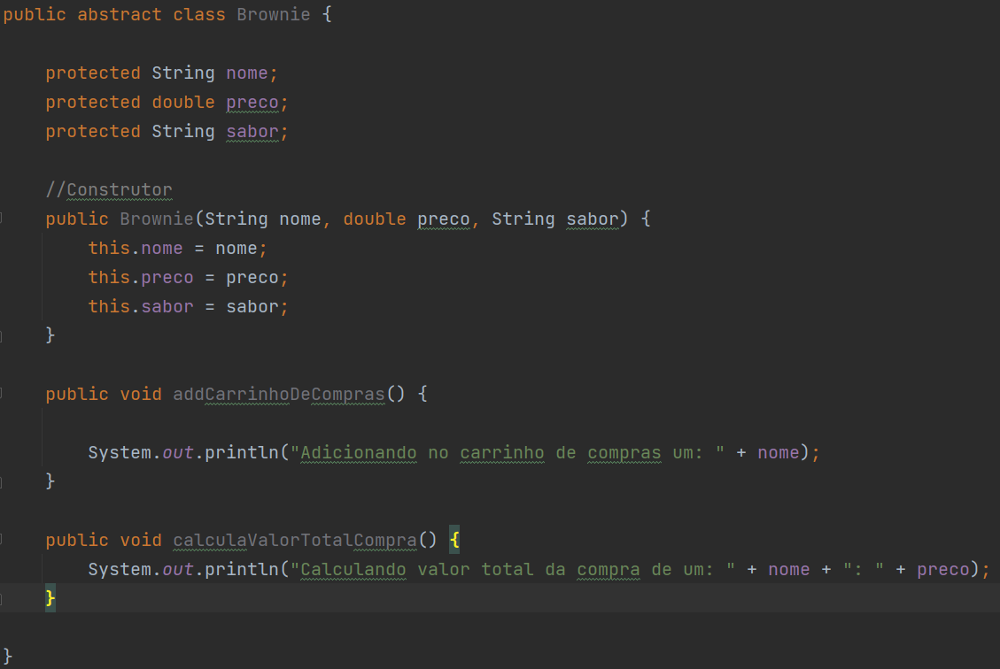 public abstract class Brownie {
protected String nome;
protected double preco;
protected String sabor;
//Construtor
public Brownie(String nome, double preco, String sabor) {
this.nome = nome;
this.preco = preco;
this.sabor = sabor;
}
public void addCarrinhoDeCompras() {
System.out.println("Adicionando no carrinho de compras um: " + nome);
}
public void calculaValorTotalCompra() {
System.out.println("Calculando valor total da compra de um: " + nome + ": " + preco);
}
}